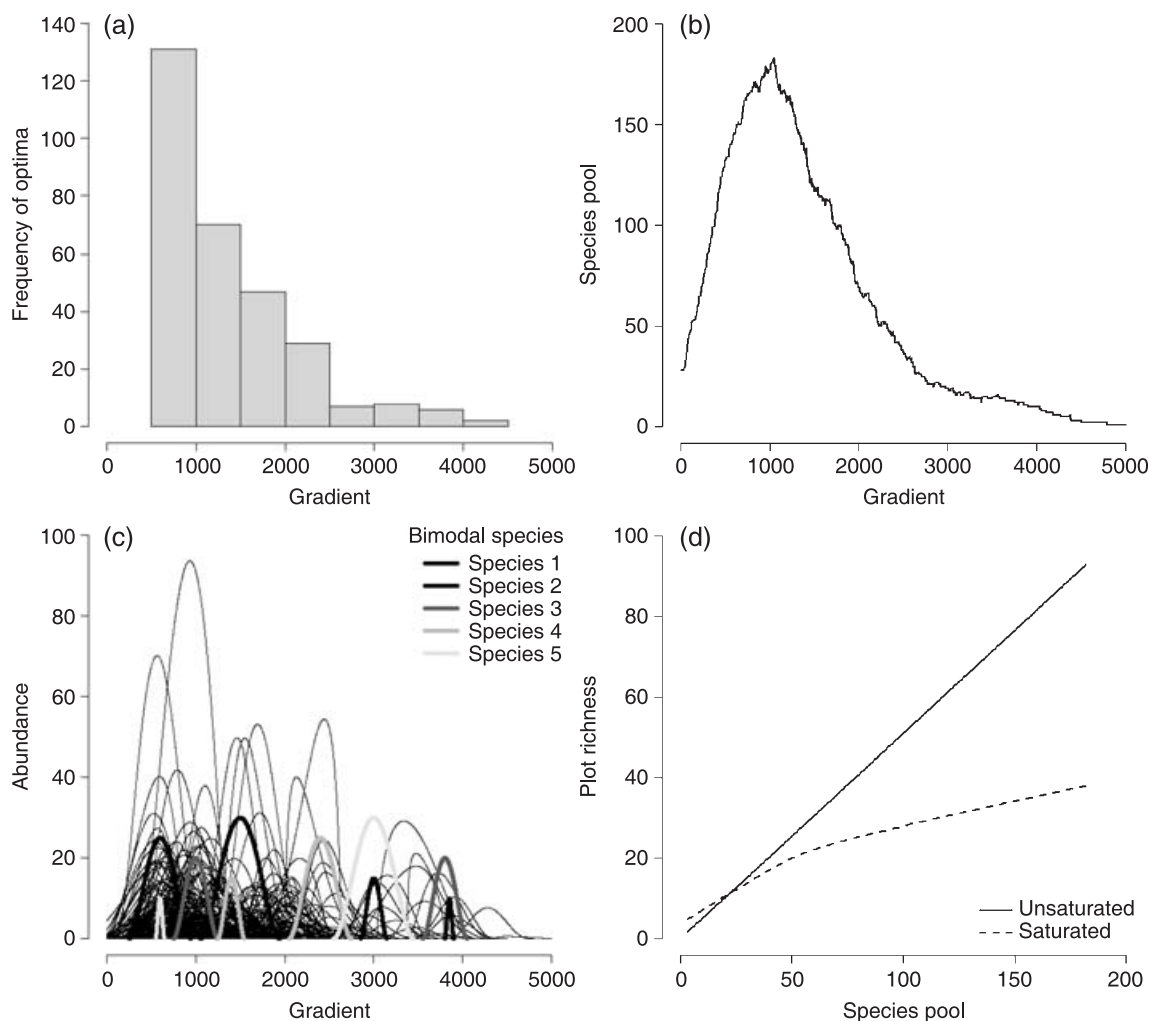 (a)
Frequency of optima
140
120
100
80
60
40
20
0
0 1000 2000 3000 4000 5000
Gradient
(b)
Species pool
200
150
100
50
0
0 1000 2000 3000 4000 5000
Gradient
(c)
Bimodal species
Species 1
Species 2
Species 3
Species 4
Species 5
Abundance
100
80
60
40
20
0
0 1000 2000 3000 4000 5000
Gradient
(d)
Plot richness
100
80
60
40
20
0
Unsaturated
Saturated
0 50 100 150 200
Species pool